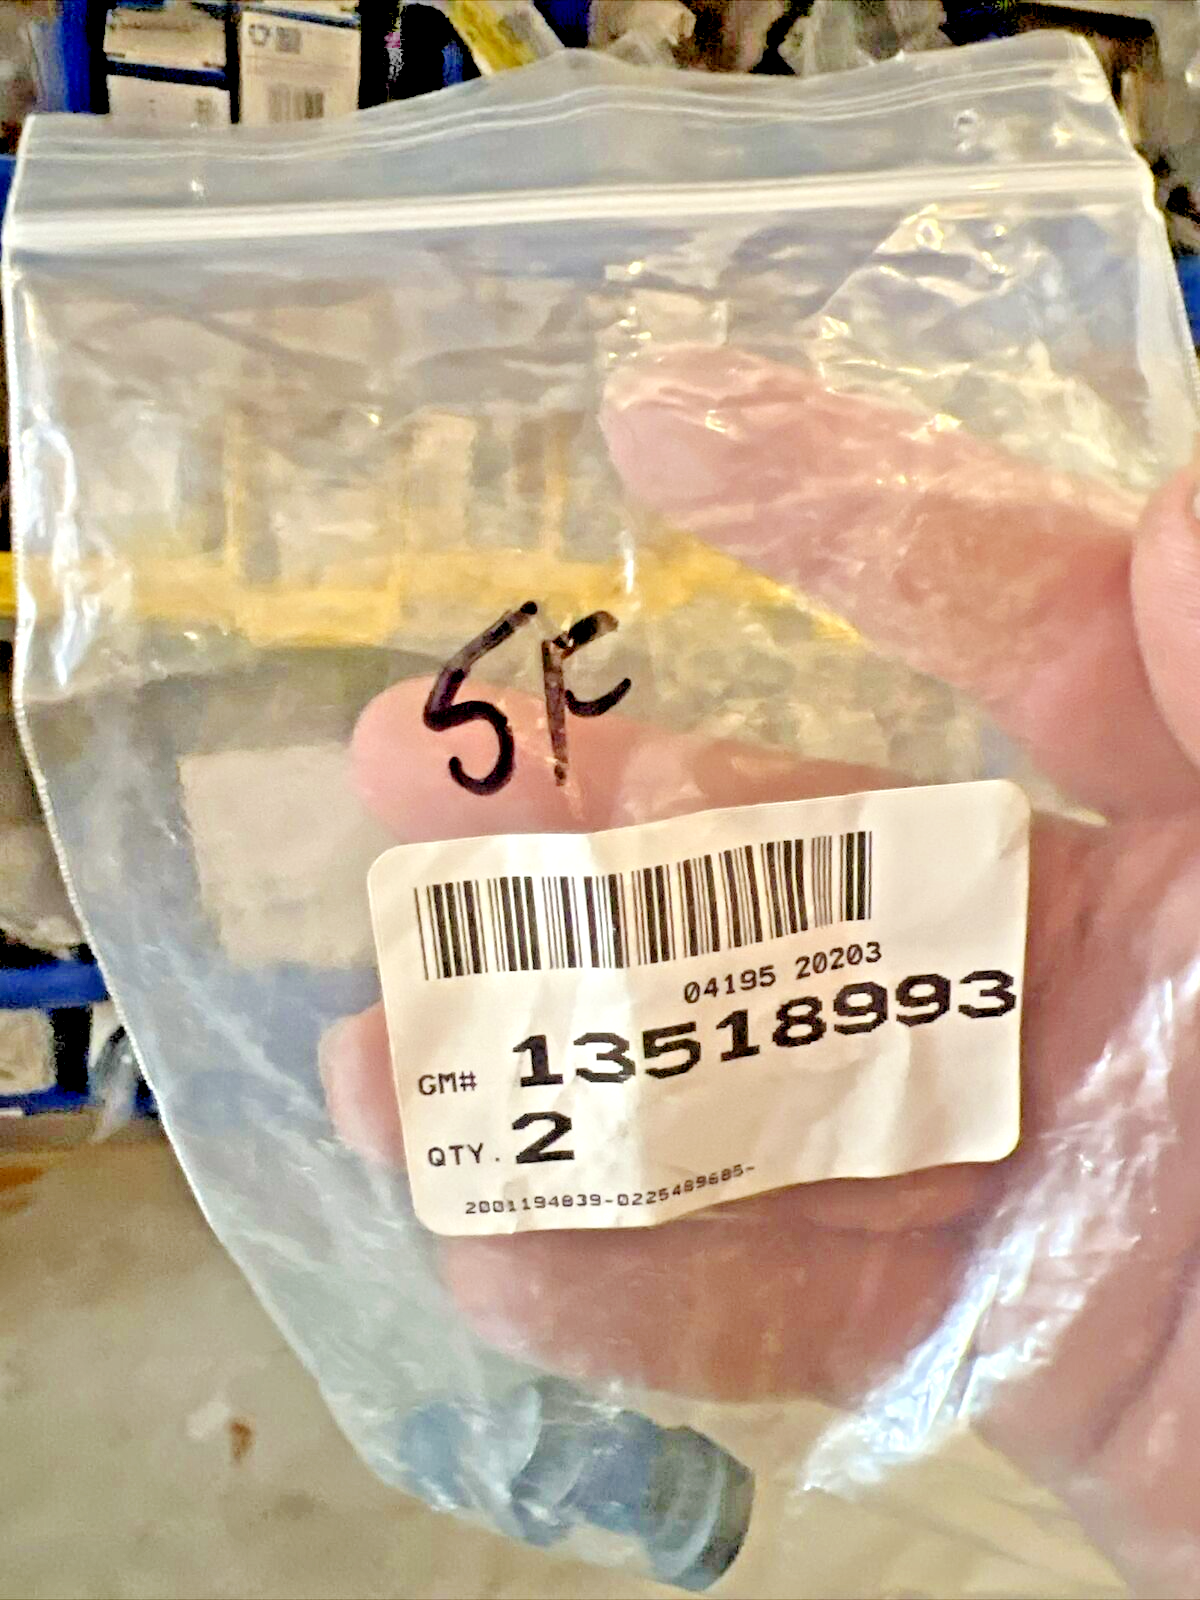 5F
04195 20203
GM# 13518993
QTY. 2
2001194839-0225489685-